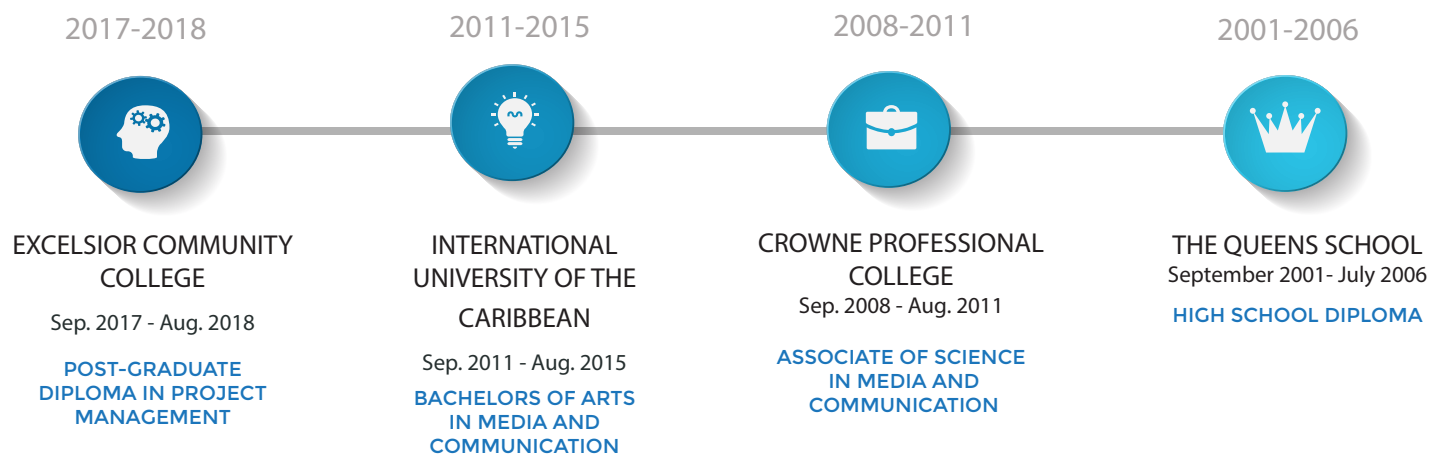 2017-2018
EXCELSIOR COMMUNITY
COLLEGE
Sep. 2017 - Aug. 2018
POST-GRADUATE
DIPLOMA IN PROJECT
MANAGEMENT
2011-2015
INTERNATIONAL
UNIVERSITY OF THE
CARIBBEAN
Sep. 2011 - Aug. 2015
BACHELORS OF ARTS
IN MEDIA AND
COMMUNICATION
2008-2011
CROWNE PROFESSIONAL
COLLEGE
Sep. 2008 - Aug. 2011
ASSOCIATE OF SCIENCE
IN MEDIA AND
COMMUNICATION
2001-2006
THE QUEENS SCHOOL
September 2001- July 2006
HIGH SCHOOL DIPLOMA